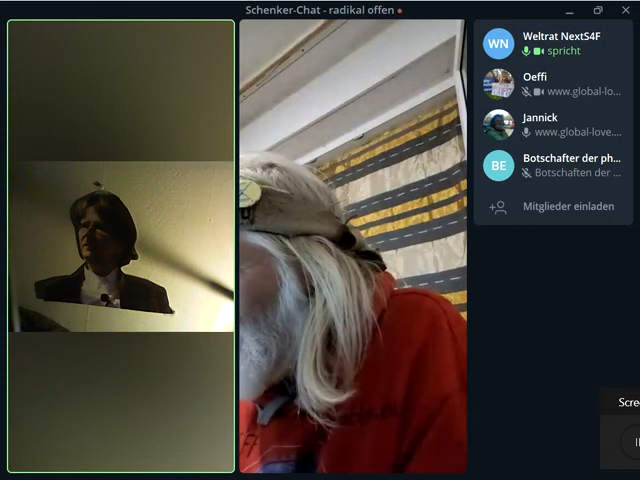 Schenker-Chat - radikal offen
WN
Weltrat NextS4F
spricht
Oeffi
www.global-lo...
Jannick
www.global-love....
BE
Botschafter der ph...
Botschaften der ...
Mitglieder einladen
Scre